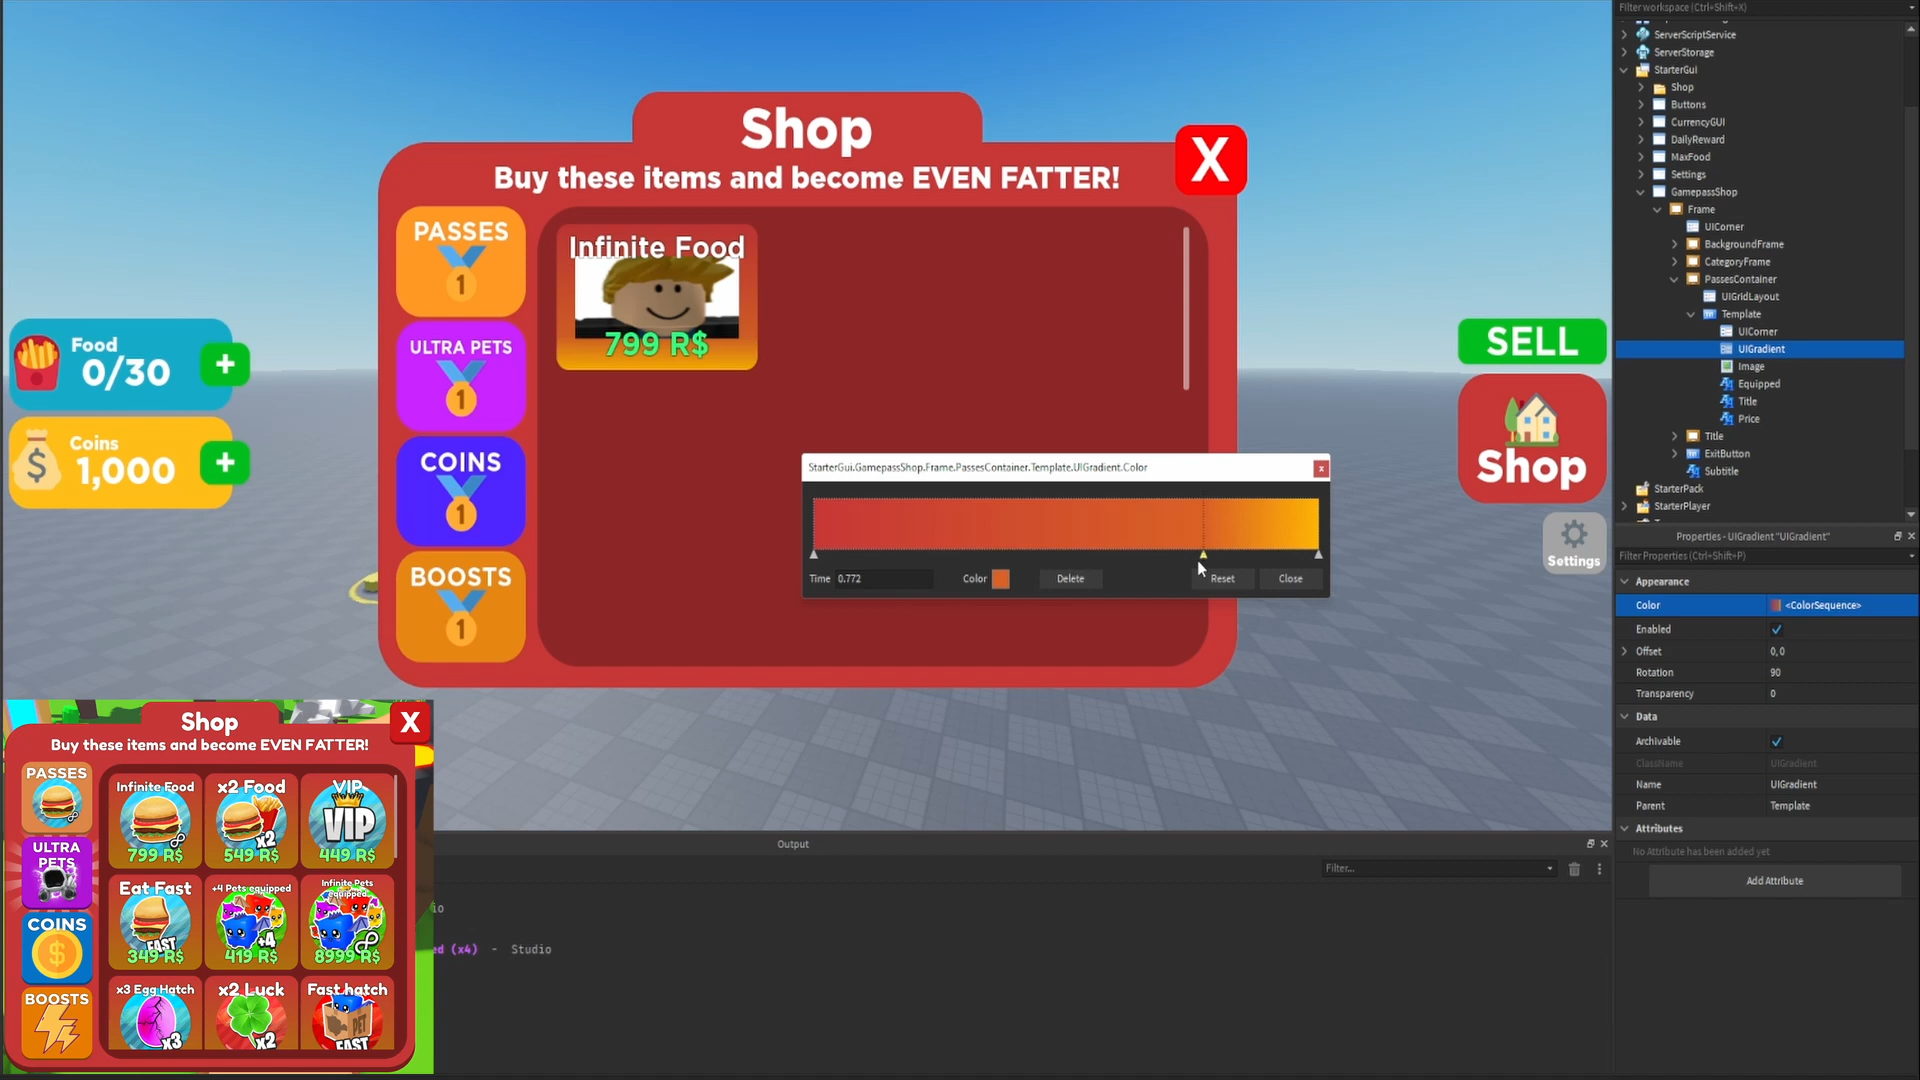 Shop
Buy these items and become EVEN FATTER!
X
PASSES
1
ULTRA PETS
1
COINS
1
BOOSTS
1
Infinite Food
799 R$
Food
0/30
+
Coins
1,000
+
$
SELL
Shop
Settings
StarterGui.GamepassShop.Frame.PassesContainer.Template.UIGradient.Color
x
Time 0.772
Color
Delete
Reset
Close
Shop
X
Buy these items and become EVEN FATTER!
PASSES
ULTRA
PETS
COINS
$
BOOSTS
Infinite Food
799 R$
x2 Food
x2
549 R$
VIP
VIP
449 R$
Eat Fast
FAST
349 R$
+4 Pets equipped
+4
419 R$
Infinite Pets
equipped
8999 R$
x3 Egg Hatch
x3
x2 Luck
x2
Fast hatch
PET
FAST
Output
Filter...
io
ed (x4) - Studio
Filter workspace (Ctrl+Shift+X)
ServerScriptService
ServerStorage
StarterGui
Shop
Buttons
CurrencyGUI
DailyReward
MaxFood
Settings
GamepassShop
Frame
UICorner
BackgroundFrame
CategoryFrame
PassesContainer
UIGridLayout
Template
UICorner
UIGradient
Image
Equipped
Title
Price
Title
ExitButton
Subtitle
StarterPack
StarterPlayer
Properties - UIGradient "UIGradient"
Filter Properties (Ctrl+Shift+P)
Appearance
Color <ColorSequence>
Enabled
Offset 0, 0
Rotation 90
Transparency 0
Data
Archivable
ClassName UIGradient
Name UIGradient
Parent Template
Attributes
No Attribute has been added yet
Add Attribute